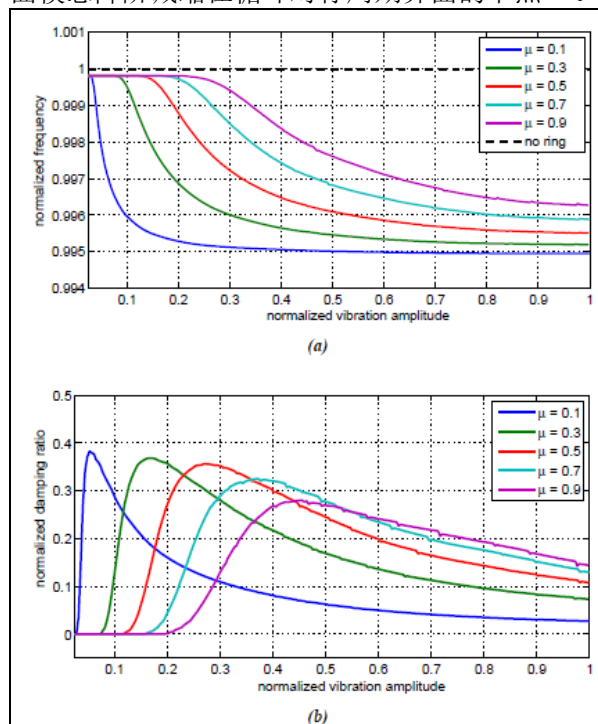 1.001
1
0.999
0.998
0.997
0.996
0.995
0.994
normalized frequency
μ = 0.1
μ = 0.3
μ = 0.5
μ = 0.7
μ = 0.9
no ring
0.1 0.2 0.3 0.4 0.5 0.6 0.7 0.8 0.9 1
normalized vibration amplitude
(a)
0.5
0.4
0.3
0.2
0.1
0
normalized damping ratio
μ = 0.1
μ = 0.3
μ = 0.5
μ = 0.7
μ = 0.9
0.1 0.2 0.3 0.4 0.5 0.6 0.7 0.8 0.9 1
normalized vibration amplitude
(b)